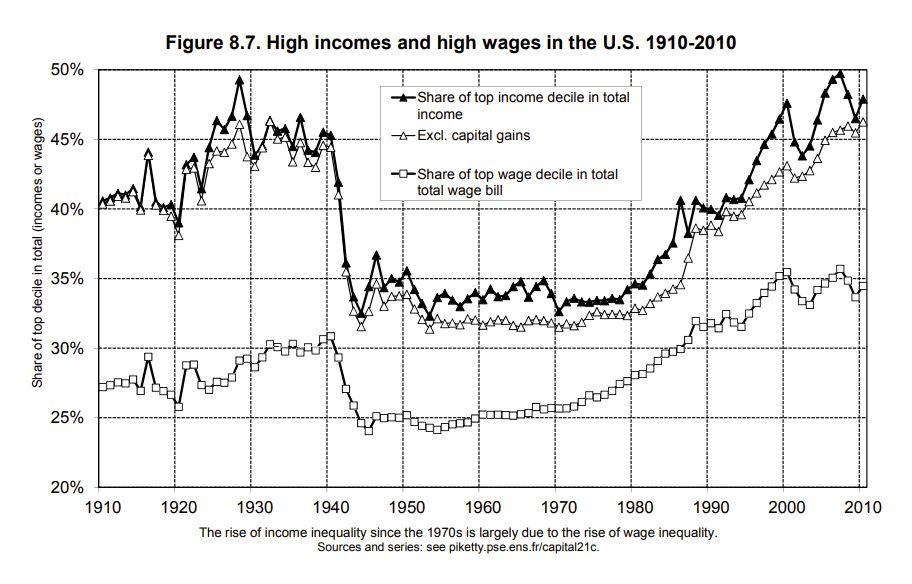 Figure 8.7. High incomes and high wages in the U.S. 1910-2010
50%
45%
40%
35%
30%
25%
20%
Share of top decile in total (incomes or wages)
Share of top income decile in total
income
Excl. capital gains
Share of top wage decile in total
total wage bill
1910 1920 1930 1940 1950 1960 1970 1980 1990 2000 2010
The rise of income inequality since the 1970s is largely due to the rise of wage inequality.
Sources and series: see piketty.pse.ens.fr/capital21c.